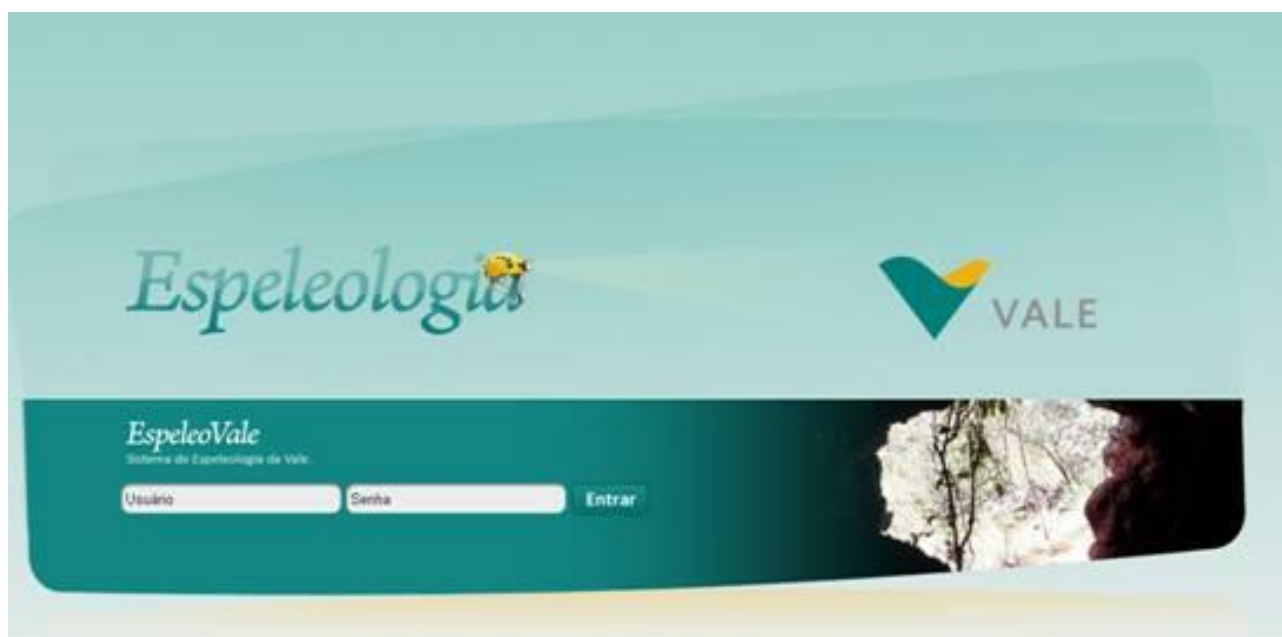 Espeleologia
VALE
EspeleoVale
Sistema de Espeleologia da Vale.
Usuário
Senha
Entrar